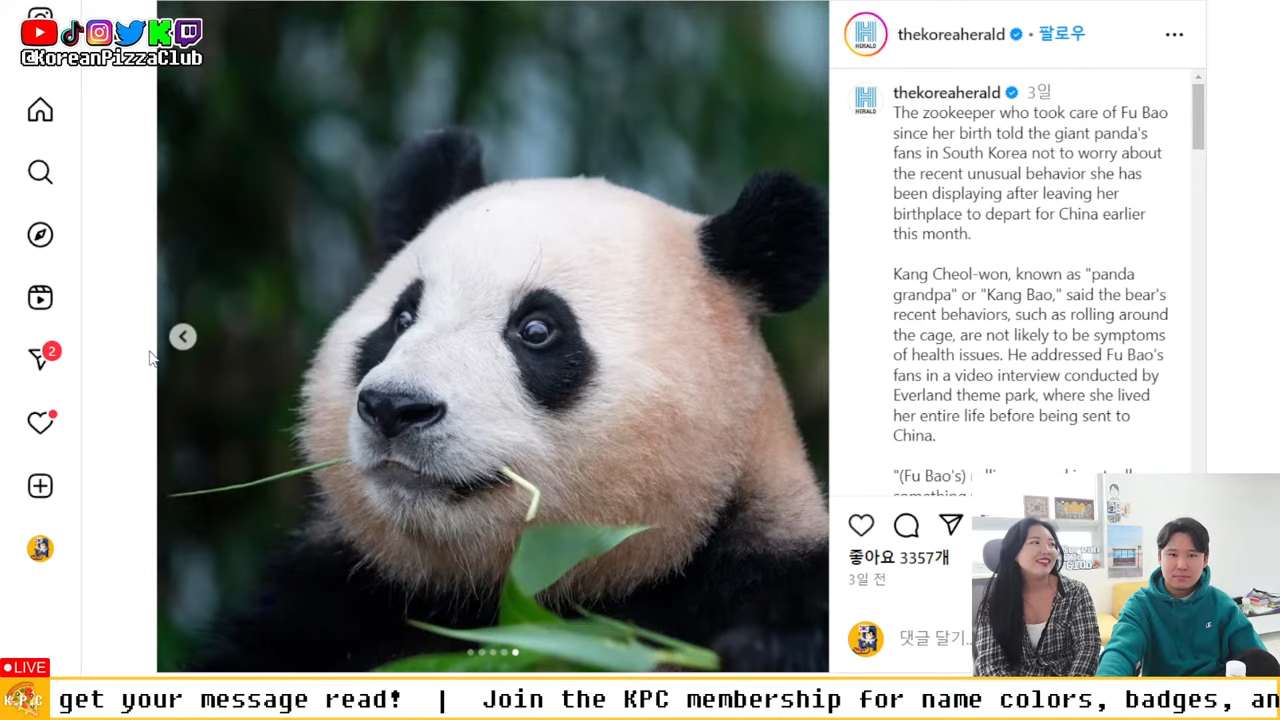 @KoreanPizzaClub
thekoreaherald • 팔로우
HERALD
thekoreaherald 3일
HERALD
The zookeeper who took care of Fu Bao
since her birth told the giant panda's
fans in South Korea not to worry about
the recent unusual behavior she has
been displaying after leaving her
birthplace to depart for China earlier
this month.
Kang Cheol-won, known as "panda
grandpa" or "Kang Bao," said the bear's
recent behaviors, such as rolling around
the cage, are not likely to be symptoms
of health issues. He addressed Fu Bao's
fans in a video interview conducted by
Everland theme park, where she lived
her entire life before being sent to
China.
"(Fu Bao's)
2
좋아요 3357개
3일 전
댓글 달기...
Club
LIVE
KPC
get your message read! | Join the KPC membership for name colors, badges, an